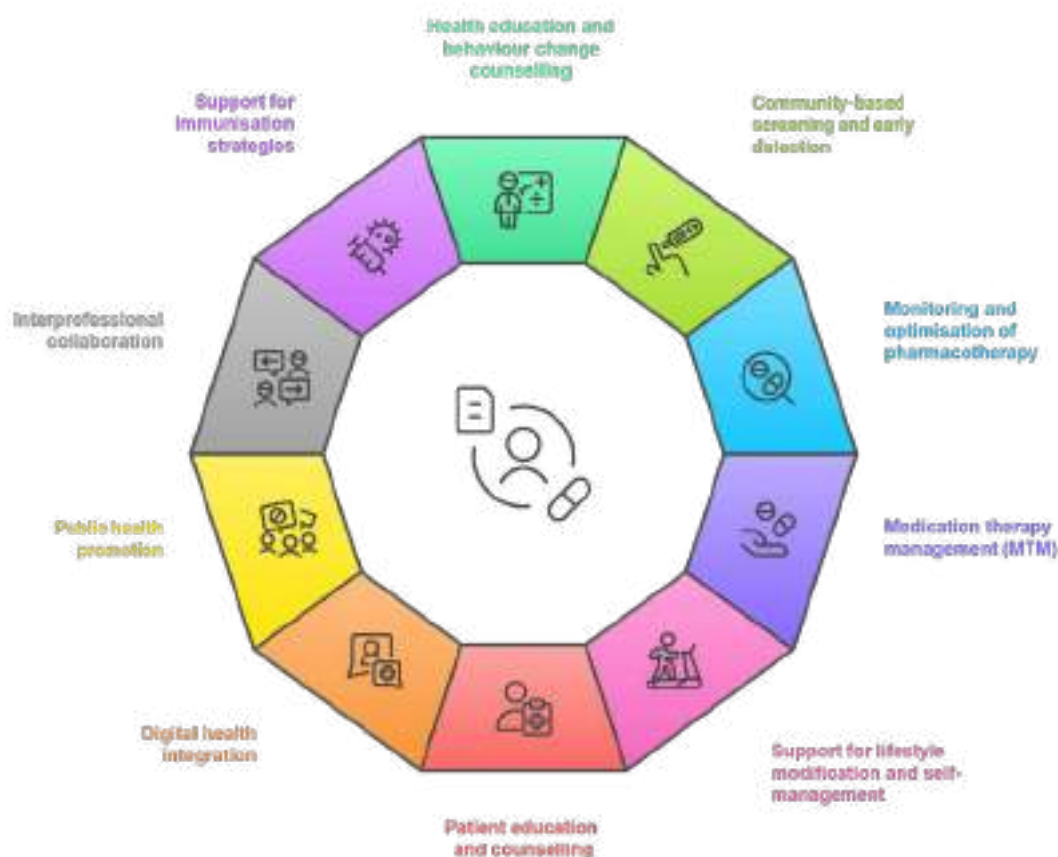 Health education and
behaviour change
counselling
Community-based
screening and early
detection
Monitoring and
optimisation of
pharmacotherapy
Medication therapy
management (MTM)
Support for lifestyle
modification and self-
management
Patient education
and counselling
Digital health
integration
Public health
promotion
Interprofessional
collaboration
Support for
immunisation
strategies